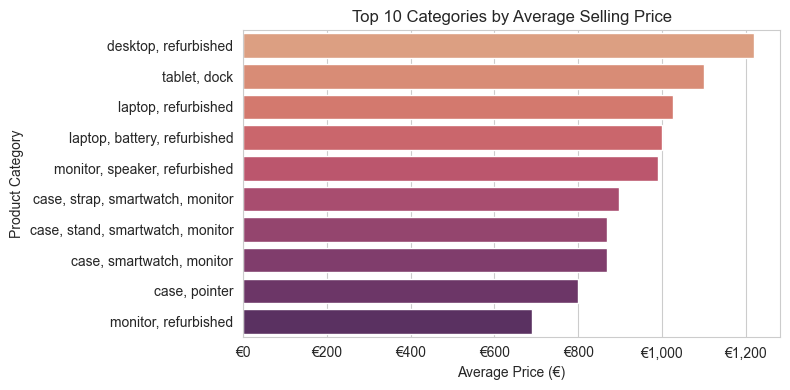 Top 10 Categories by Average Selling Price
Product Category
desktop, refurbished
tablet, dock
laptop, refurbished
laptop, battery, refurbished
monitor, speaker, refurbished
case, strap, smartwatch, monitor
case, stand, smartwatch, monitor
case, smartwatch, monitor
case, pointer
monitor, refurbished
€0 €200 €400 €600 €800 €1,000 €1,200
Average Price (€)